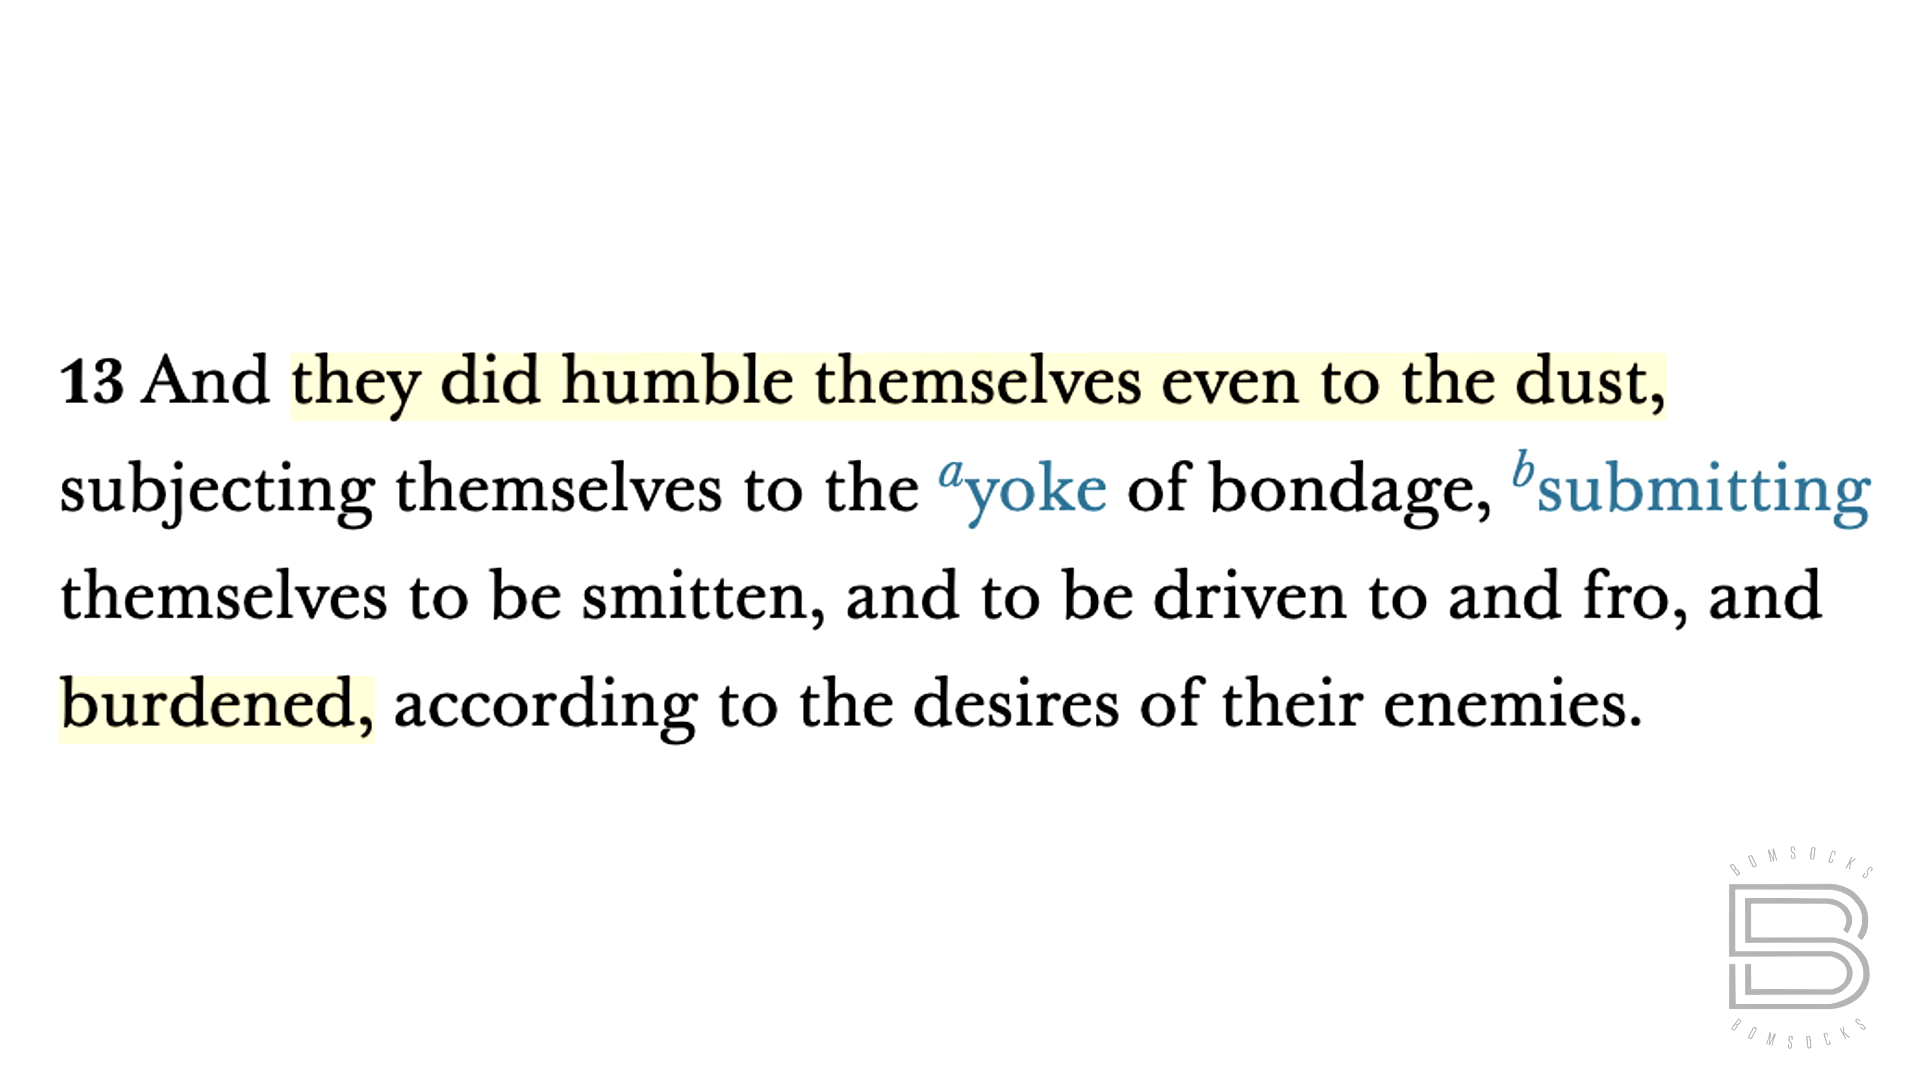 13 And they did humble themselves even to the dust,
subjecting themselves to the ayoke of bondage, bsubmitting
themselves to be smitten, and to be driven to and fro, and
burdened, according to the desires of their enemies.
BOMSOCKS
B
BOMSOCKS